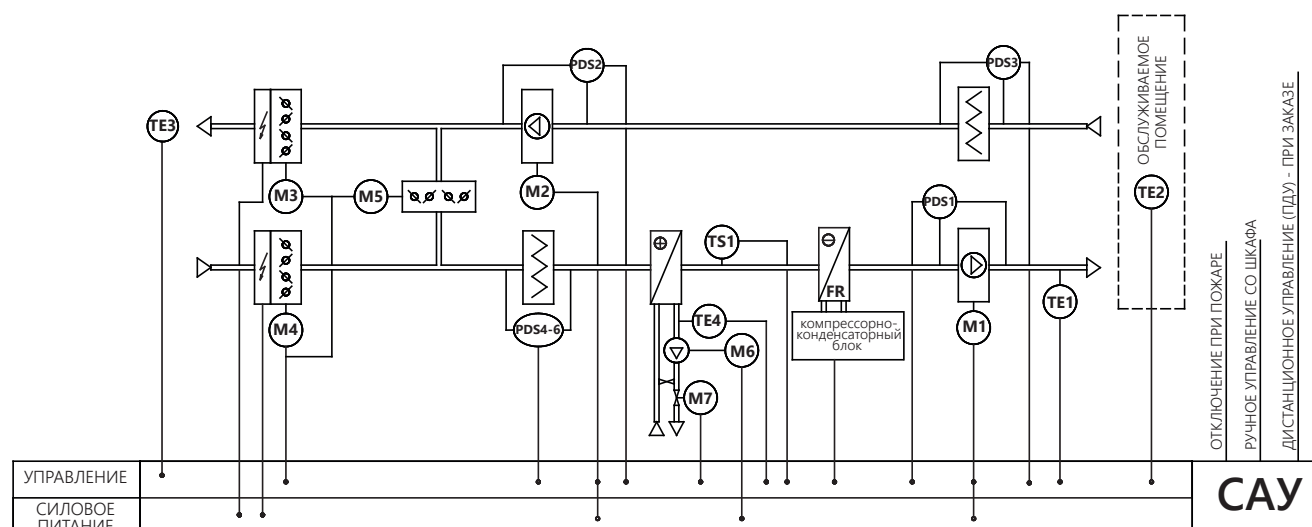 PDS2
PDS3
TE3
ОБСЛУЖИВАЕМОЕ
ПОМЕЩЕНИЕ
M3
M5
M2
TE2
PDS1
TS1
FR
TE1
M4
PDS4-6
TE4
компрессорно-
конденсаторный
блок
M1
M6
M7
ОТКЛЮЧЕНИЕ ПРИ ПОЖАРЕ
РУЧНОЕ УПРАВЛЕНИЕ СО ШКАФА
ДИСТАНЦИОННОЕ УПРАВЛЕНИЕ (ПДУ) - ПРИ ЗАКАЗЕ
УПРАВЛЕНИЕ
СИЛОВОЕ
ПИТАНИЕ
САУ